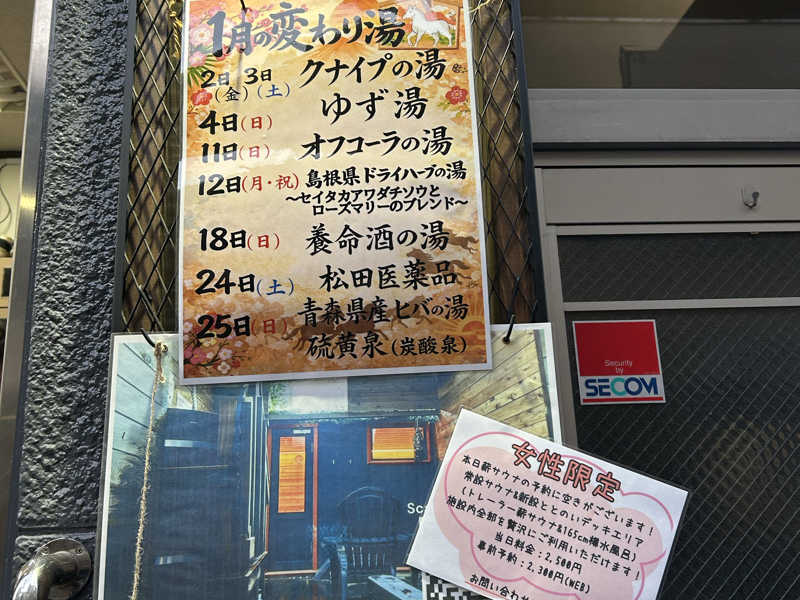 1月の変わり湯
2日(金) 3日(土) クナイプの湯
4日(日) ゆず湯
11日(日) オフコーラの湯
12日(月・祝) 島根県ドライハーブの湯
～セイタカアワダチソウと
ローズマリーのブレンド～
18日(日) 養命酒の湯
24日(土) 松田医薬品
25日(日) 青森県産ヒバの湯
硫黄泉(炭酸泉)
Security
by
SECOM
Sc
女性限定
本日薪サウナの予約に空きがございます!
常設サウナ&新設ととのいデッキエリア
(トレーラー薪サウナ&165cm樽水風呂)
施設内全部を贅沢にご利用いただけます!
当日料金:2,500円
事前予約:2,300円(WEB)
お問い合わせ